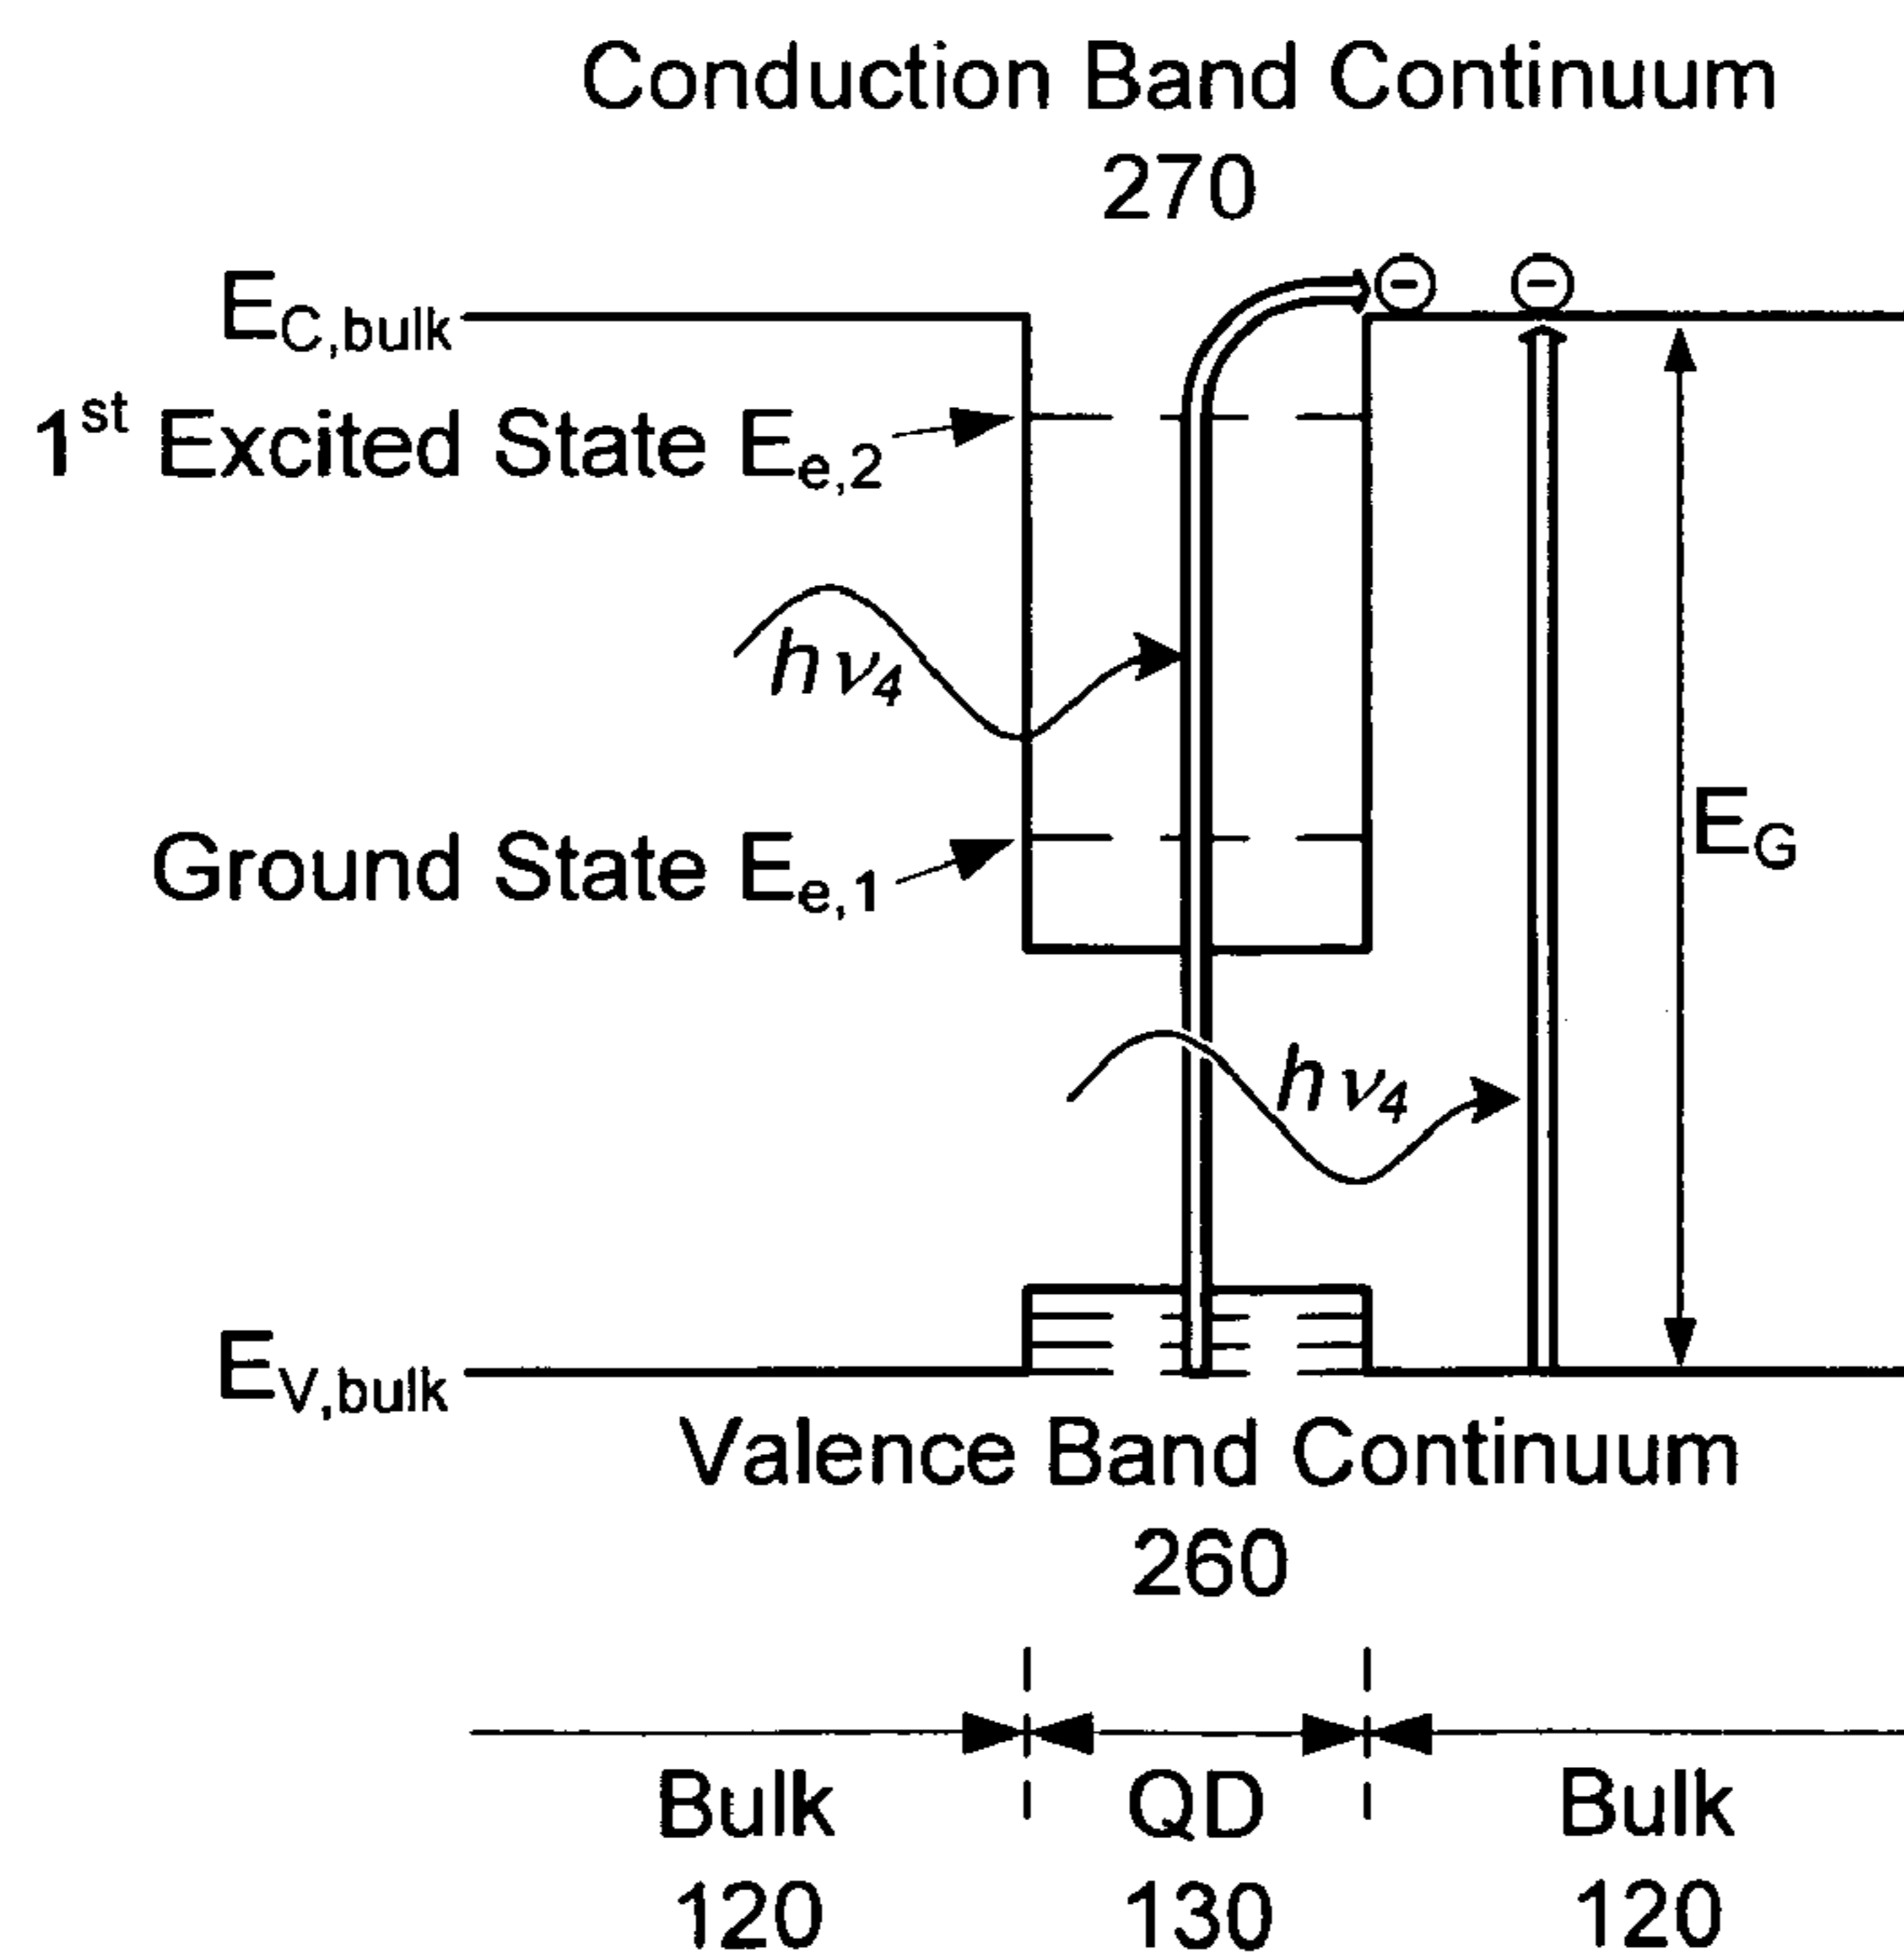 Conduction Band Continuum
270
E_C,bulk
1st Excited State E_e,2
hν4
Ground State E_e,1
E_G
hν4
E_V,bulk
Valence Band Continuum
260
Bulk QD Bulk
120 130 120